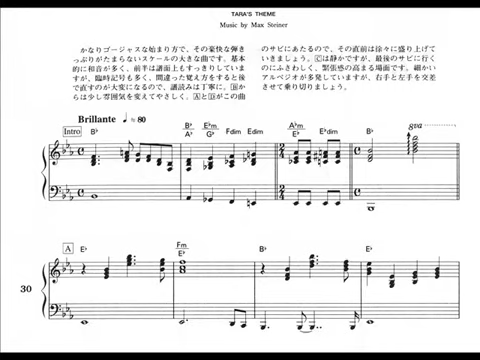 TARA'S THEME
Music by Max Steiner
かなりゴージャスな始まり方で、その豪快な弾き
っぷりがたまらないスケールの大きな曲です。基本
的に和音が多く、前半は譜面上もすっきりしていま
すが、臨時記号も多く、間違った覚え方をすると後
で直すのが大変になるので、譜読みは丁寧に。Ⓑか
らは少し雰囲気を変えてやさしく。AとDがこの曲
のサビにあたるので、その直前は徐々に盛り上げて
いきましょう。Cは静かですが、最後のサビに行く
のにふさわしく、緊張感の高まる場面です。細かい
アルペジオが多発していますが、右手と左手を交差
させて乗り切りましょう。
Brillante ♩≒80
Intro B♭ B♭/A E♭m/G♭ Fdim Edim A♭m/E♭ E♭dim E♭ B♭ 8va
A E♭ Fm/E♭ B♭ E♭
30